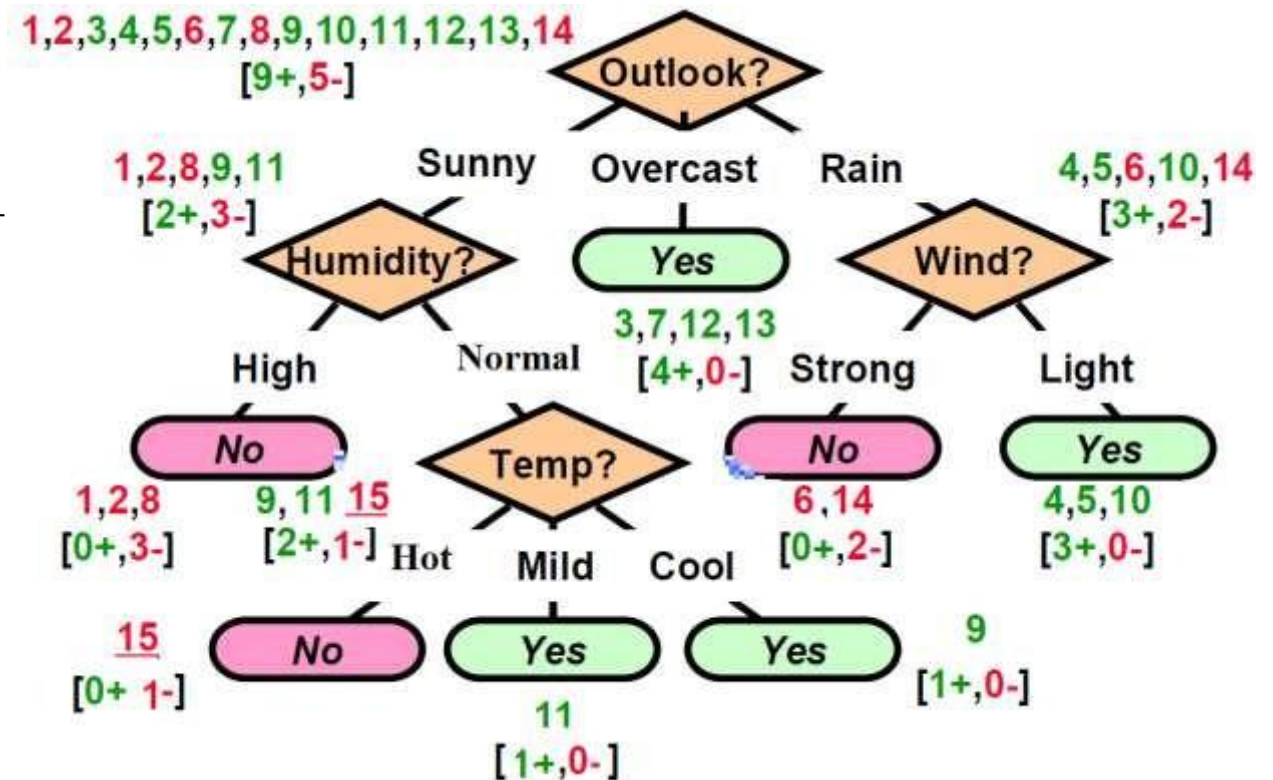 1,2,3,4,5,6,7,8,9,10,11,12,13,14
[9+,5-]
Outlook?
Sunny
Overcast
Rain
1,2,8,9,11
[2+,3-]
4,5,6,10,14
[3+,2-]
Humidity?
Yes
Wind?
3,7,12,13
[4+,0-]
High
Normal
Strong
Light
No
Temp?
No
Yes
1,2,8
[0+,3-]
9,11 15
[2+,1-]
6,14
[0+,2-]
4,5,10
[3+,0-]
Hot
Mild
Cool
15
[0+ 1-]
No
Yes
Yes
9
[1+,0-]
11
[1+,0-]